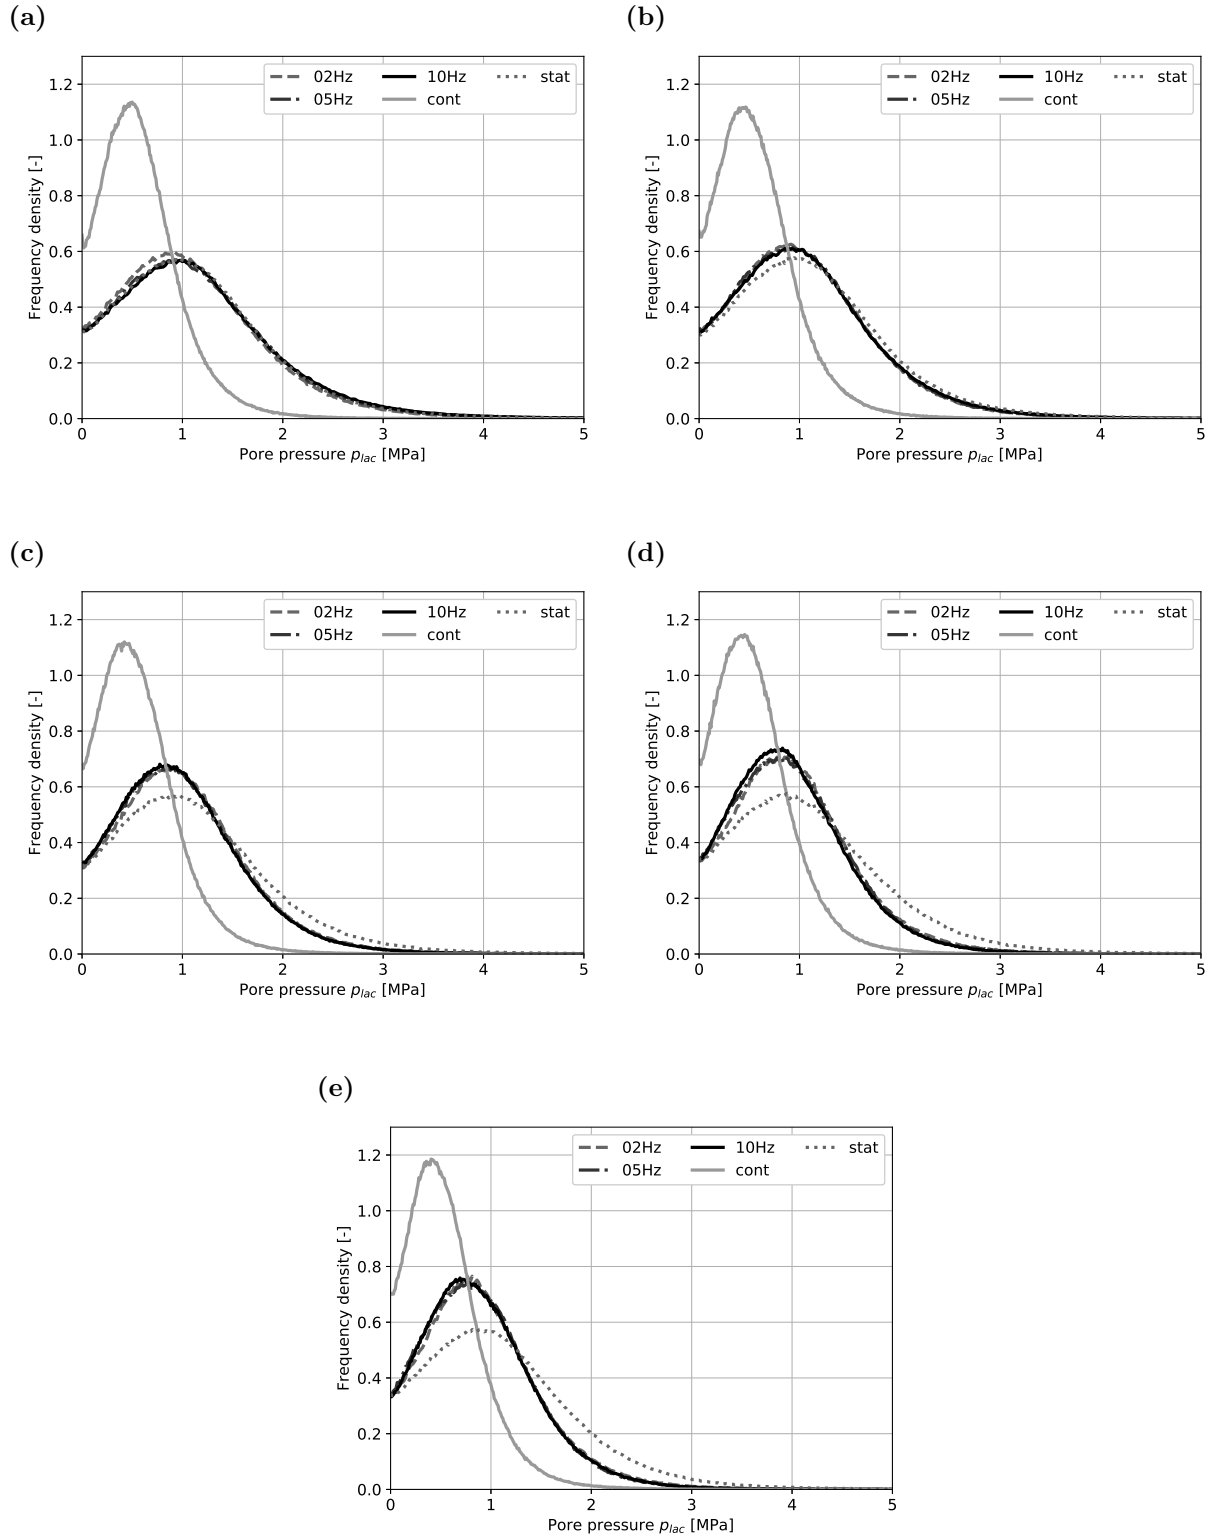 (a)
1.2
1.0
0.8
0.6
0.4
0.2
0.0
Frequency density [-]
02Hz 10Hz stat
05Hz cont
0 1 2 3 4 5
Pore pressure p_lac [MPa]
(b)
1.2
1.0
0.8
0.6
0.4
0.2
0.0
Frequency density [-]
02Hz 10Hz stat
05Hz cont
0 1 2 3 4 5
Pore pressure p_lac [MPa]
(c)
1.2
1.0
0.8
0.6
0.4
0.2
0.0
Frequency density [-]
02Hz 10Hz stat
05Hz cont
0 1 2 3 4 5
Pore pressure p_lac [MPa]
(d)
1.2
1.0
0.8
0.6
0.4
0.2
0.0
Frequency density [-]
02Hz 10Hz stat
05Hz cont
0 1 2 3 4 5
Pore pressure p_lac [MPa]
(e)
1.2
1.0
0.8
0.6
0.4
0.2
0.0
Frequency density [-]
02Hz 10Hz stat
05Hz cont
0 1 2 3 4 5
Pore pressure p_lac [MPa]